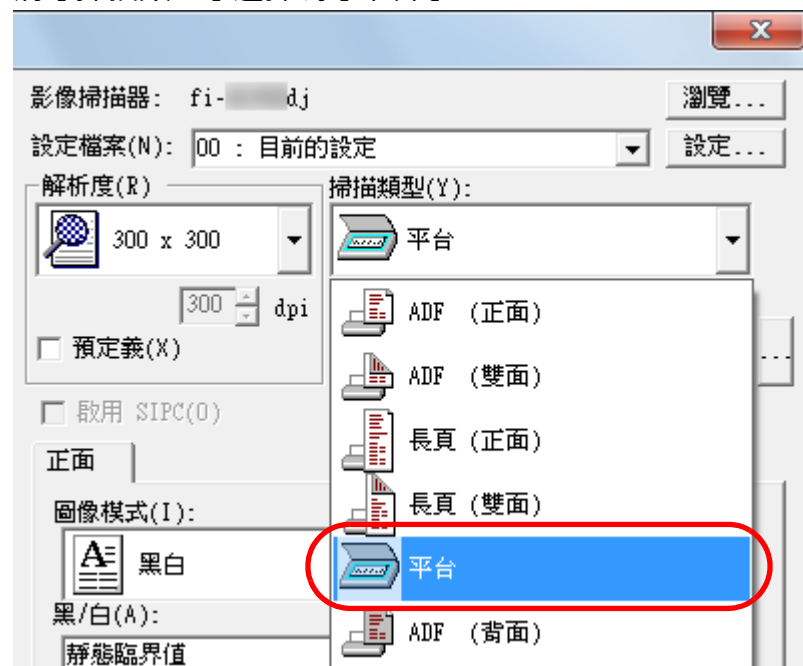 影像掃描器: fi- dj
瀏覽...
設定檔案(N): 00 : 目前的設定
設定...
解析度(R)
掃描類型(Y):
300 x 300
平台
300 dpi
ADF (正面)
預定義(X)
...
ADF (雙面)
啟用 SIPC(O)
長頁 (正面)
正面
長頁 (雙面)
圖像模式(I):
黑白
平台
黑/白(A):
ADF (背面)
靜態臨界值